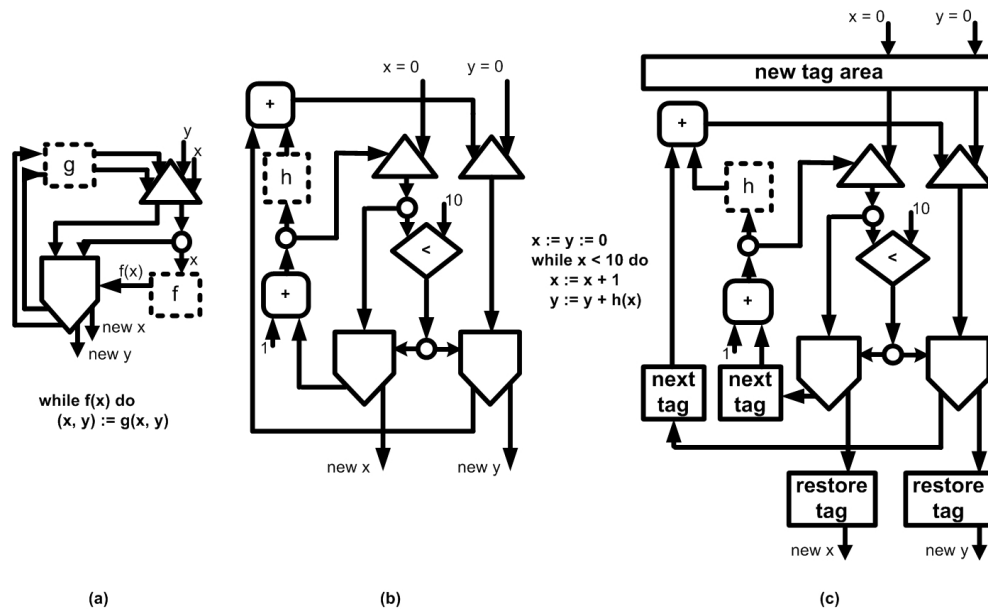 y
x
g
x
f(x)
f
new x
new y
while f(x) do
(x, y) := g(x, y)
(a)
x = 0
y = 0
+
h
10
<
+
1
new x
new y
(b)
x := y := 0
while x < 10 do
x := x + 1
y := y + h(x)
x = 0
y = 0
new tag area
+
h
10
<
+
1
next
tag
next
tag
restore
tag
restore
tag
new x
new y
(c)